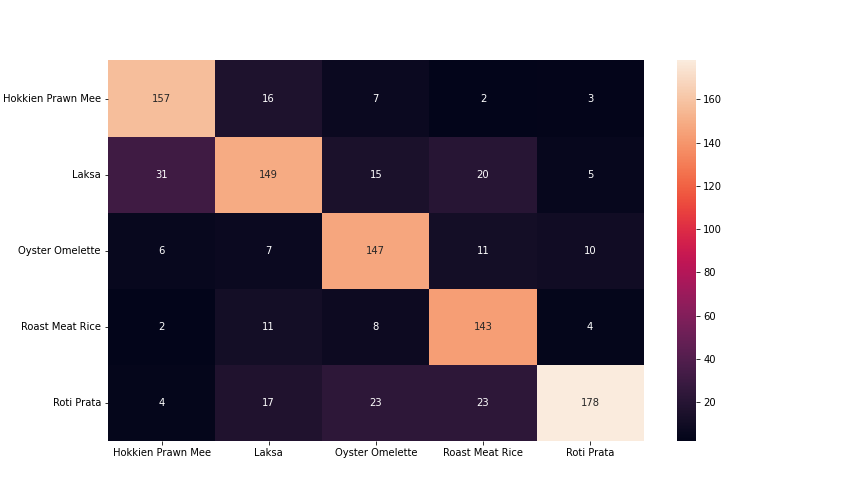 Hokkien Prawn Mee 157 16 7 2 3
Laksa 31 149 15 20 5
Oyster Omelette 6 7 147 11 10
Roast Meat Rice 2 11 8 143 4
Roti Prata 4 17 23 23 178
Hokkien Prawn Mee Laksa Oyster Omelette Roast Meat Rice Roti Prata
160
140
120
100
80
60
40
20